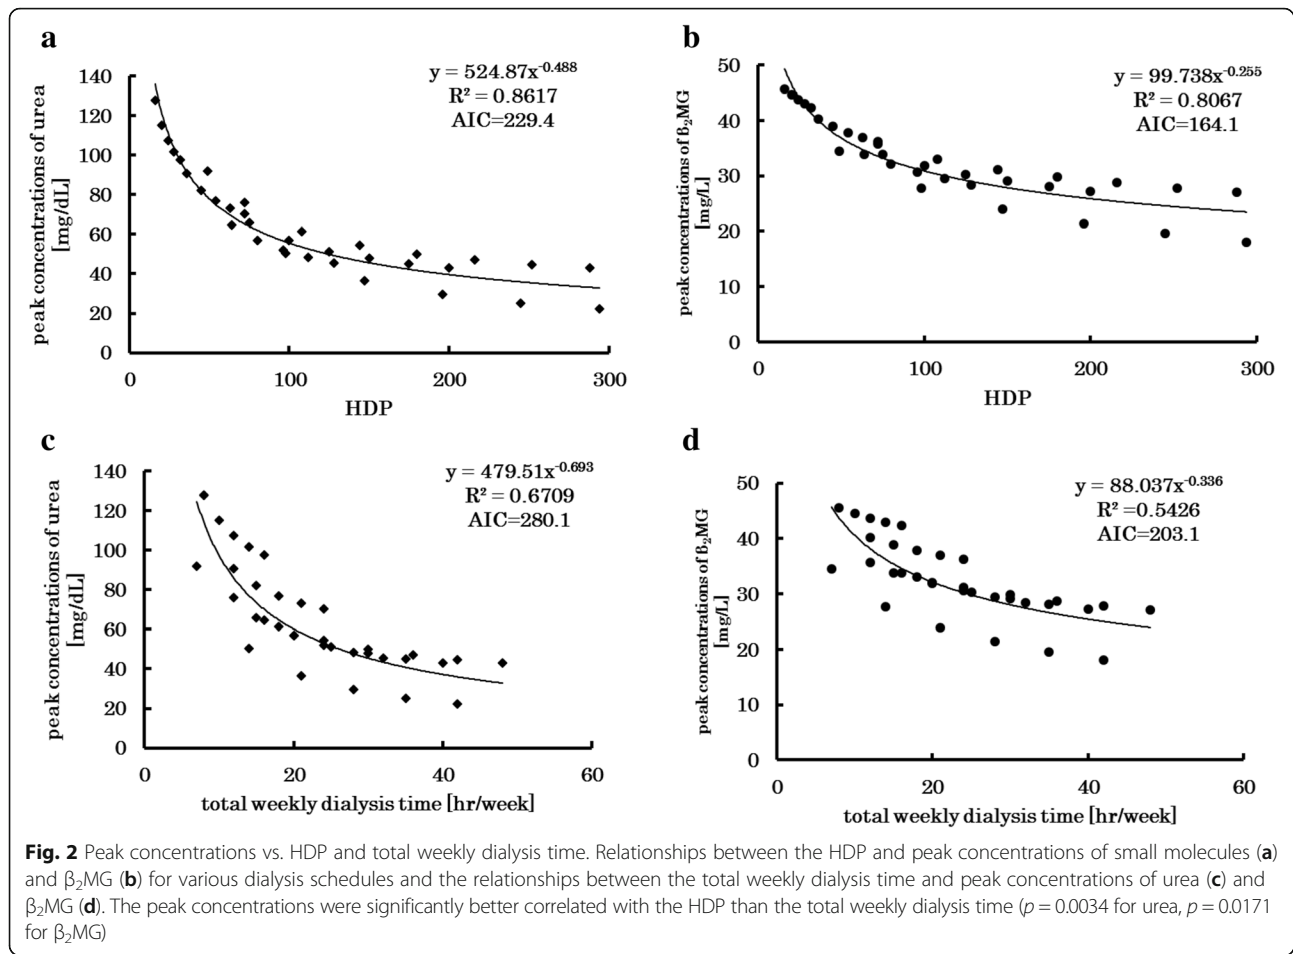 a
y = 524.87x^-0.488
R² = 0.8617
AIC=229.4
peak concentrations of urea
[mg/dL]
140
120
100
80
60
40
20
0
0 100 200 300
HDP
b
y = 99.738x^-0.255
R² = 0.8067
AIC=164.1
peak concentrations of ß₂MG
[mg/L]
50
40
30
20
10
0
0 100 200 300
HDP
c
y = 479.51x^-0.693
R² = 0.6709
AIC=280.1
peak concentrations of urea
[mg/dL]
140
120
100
80
60
40
20
0
0 20 40 60
total weekly dialysis time [hr/week]
d
y = 88.037x^-0.336
R² =0.5426
AIC=203.1
peak concentrations of ß₂MG
[mg/L]
50
40
30
20
10
0
0 20 40 60
total weekly dialysis time [hr/week]
Fig. 2 Peak concentrations vs. HDP and total weekly dialysis time. Relationships between the HDP and peak concentrations of small molecules (a)
and β₂MG (b) for various dialysis schedules and the relationships between the total weekly dialysis time and peak concentrations of urea (c) and
β₂MG (d). The peak concentrations were significantly better correlated with the HDP than the total weekly dialysis time (p = 0.0034 for urea, p = 0.0171
for β₂MG)